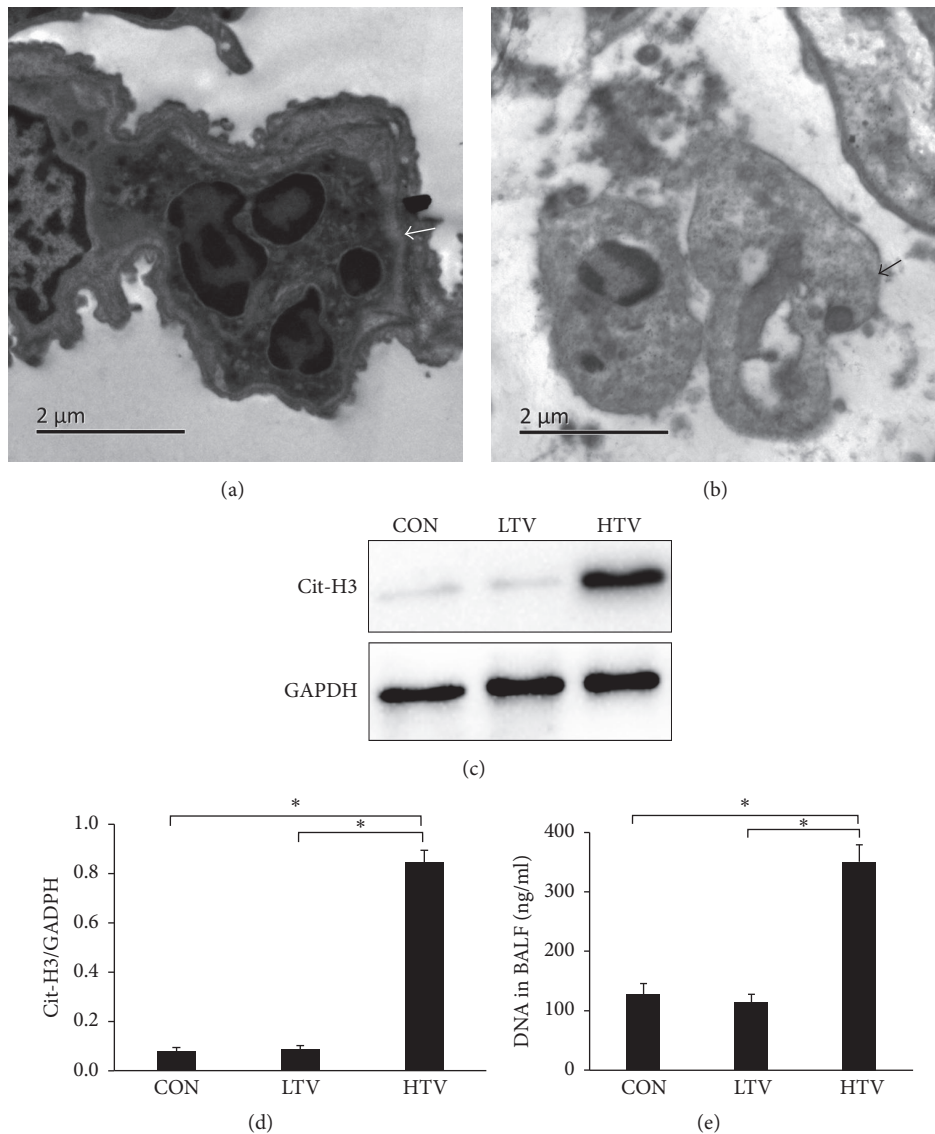 2 μm
2 μm
(a)
(b)
CON LTV HTV
Cit-H3
GAPDH
(c)
* *
* *
1.0
0.8
0.6
0.4
0.2
0.0
Cit-H3/GADPH
CON LTV HTV
(d)
400
300
200
100
0
DNA in BALF (ng/ml)
CON LTV HTV
(e)